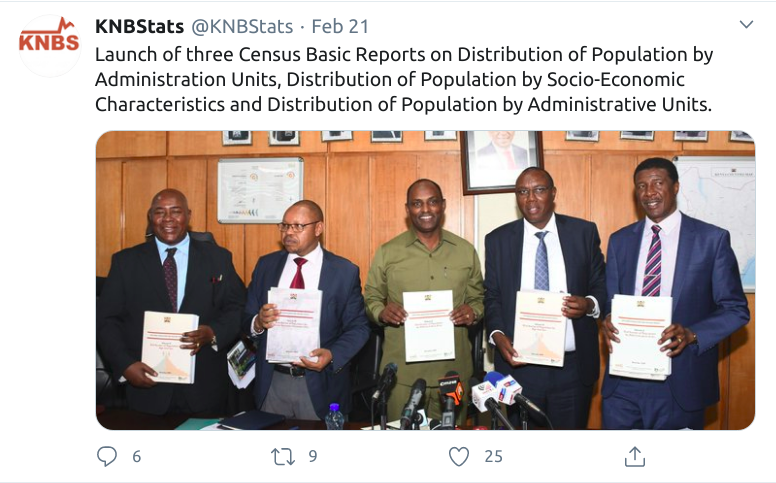 KNBS
KNBStats @KNBStats · Feb 21
Launch of three Census Basic Reports on Distribution of Population by
Administration Units, Distribution of Population by Socio-Economic
Characteristics and Distribution of Population by Administrative Units.
6
9
25